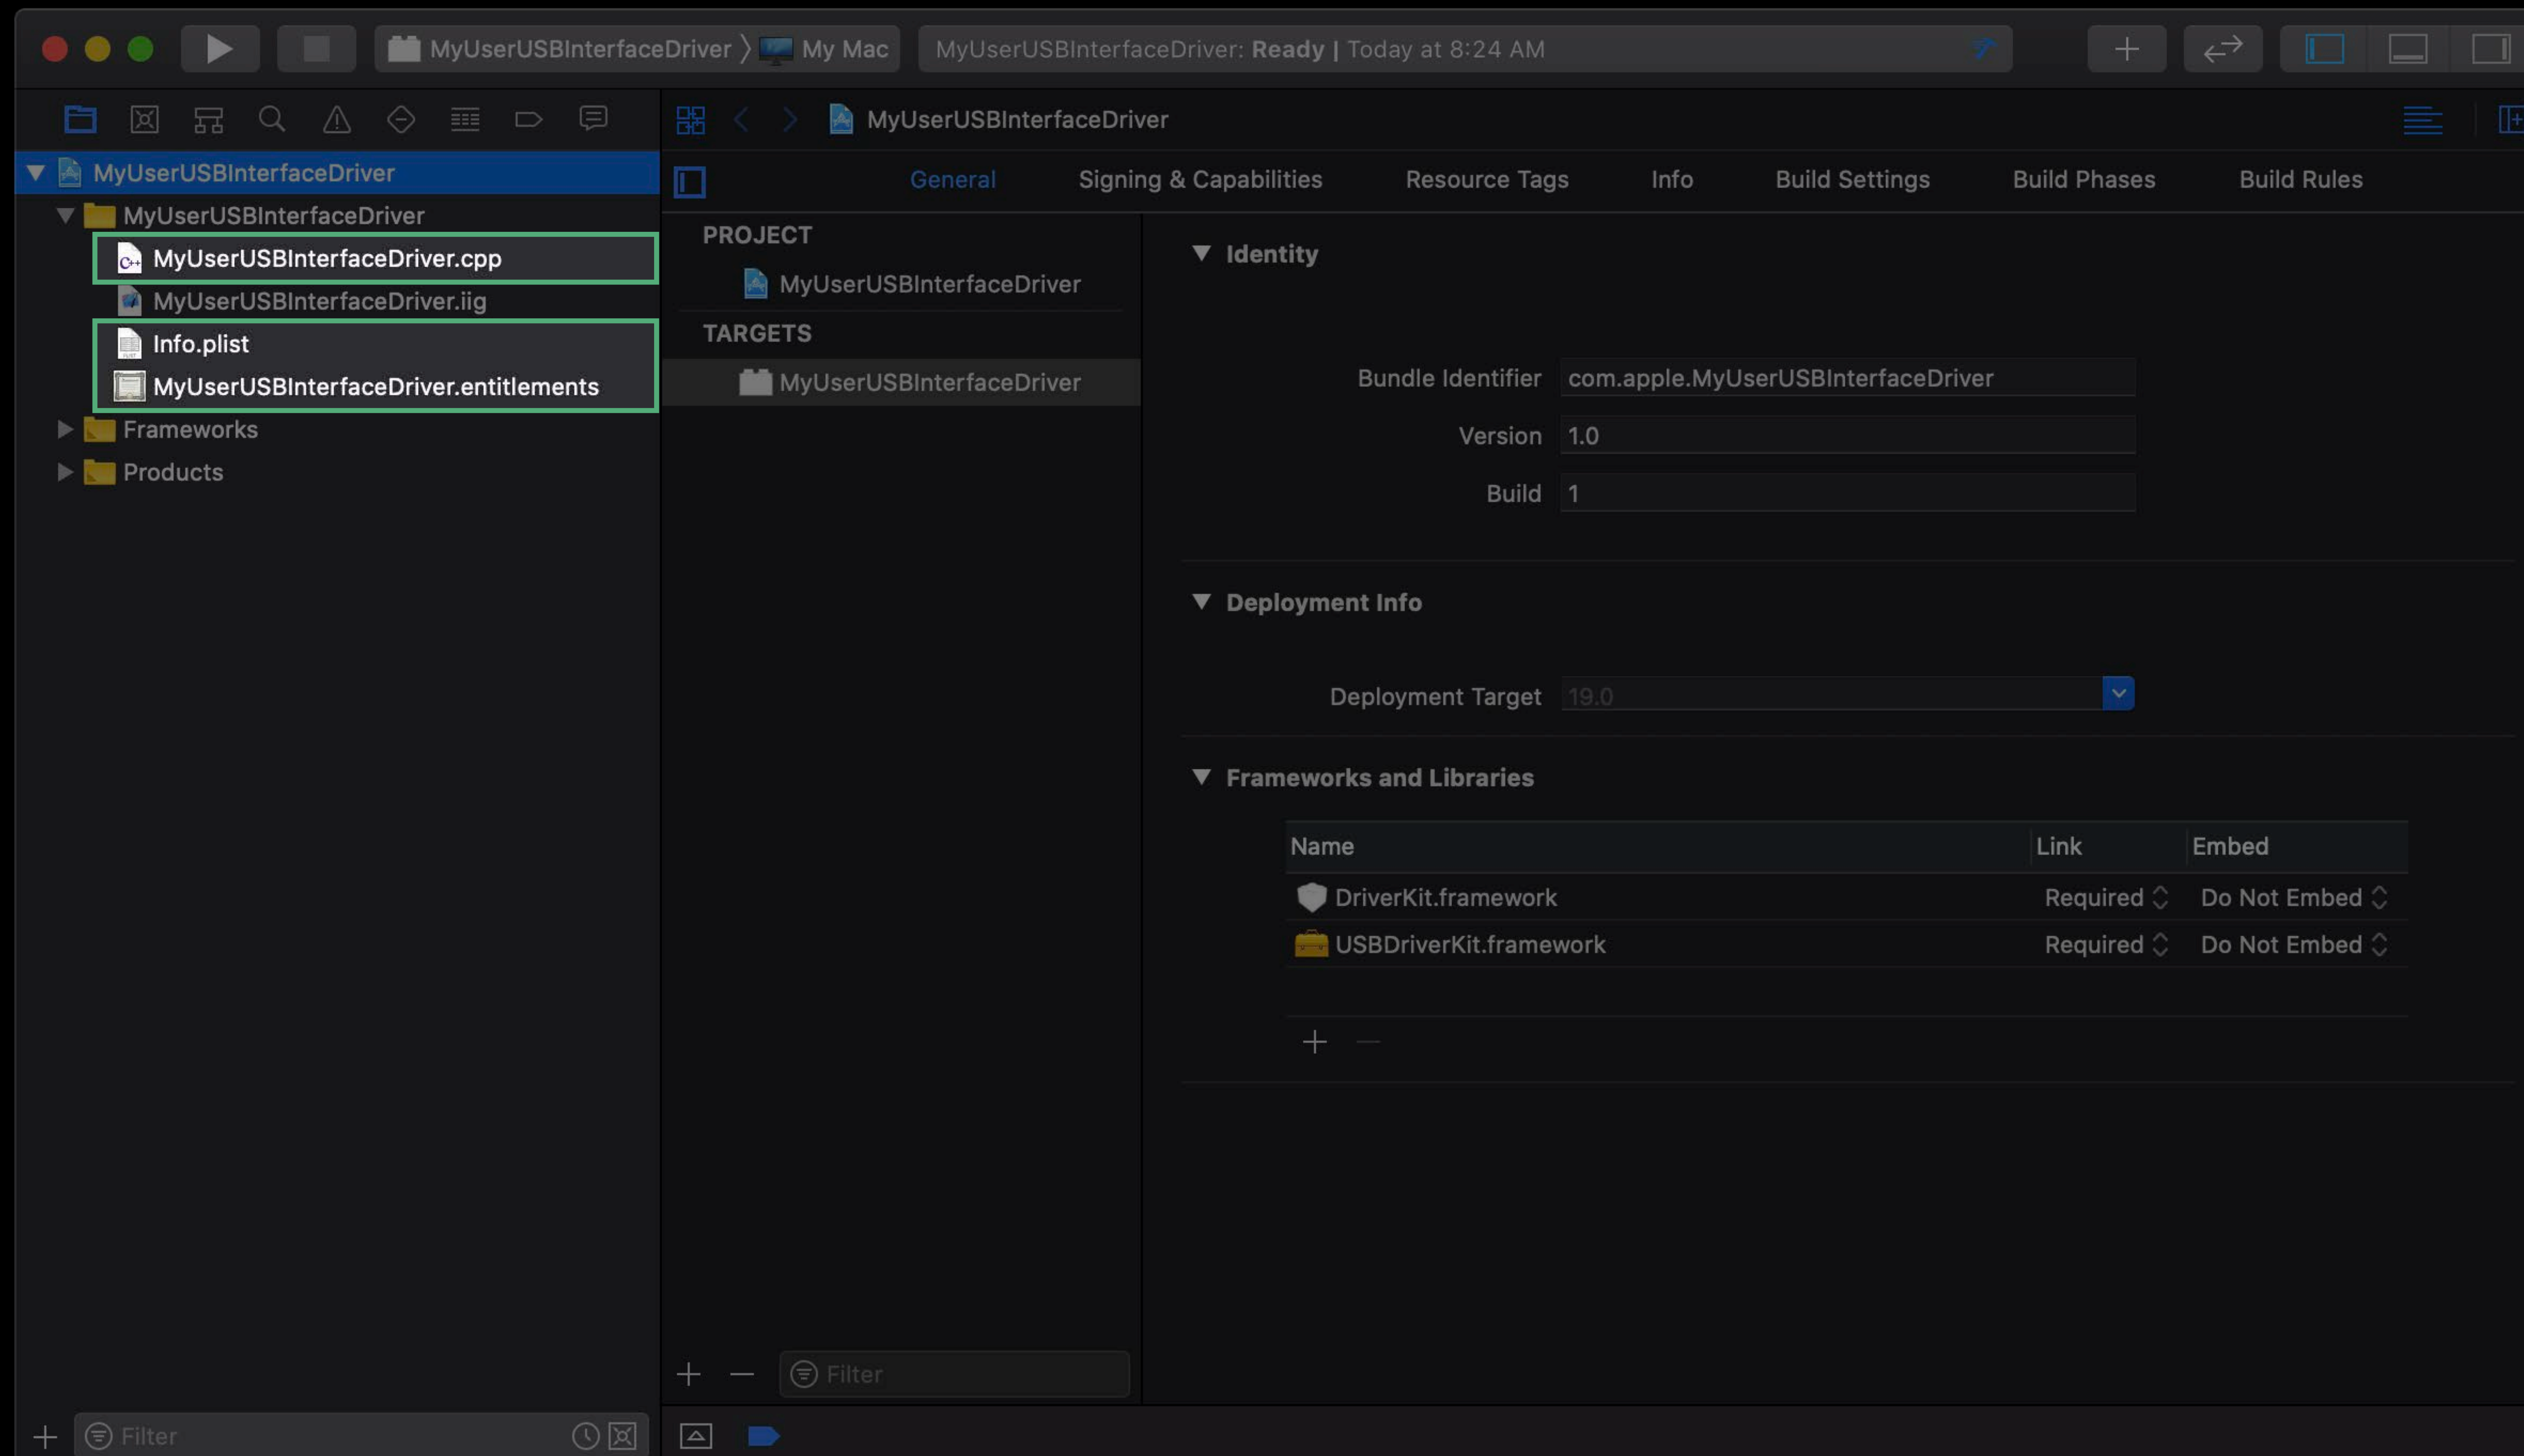 MyUserUSBInterfaceDriver 〉 My Mac
MyUserUSBInterfaceDriver: Ready | Today at 8:24 AM
MyUserUSBInterfaceDriver
MyUserUSBInterfaceDriver
MyUserUSBInterfaceDriver.cpp
MyUserUSBInterfaceDriver.iig
Info.plist
MyUserUSBInterfaceDriver.entitlements
Frameworks
Products
Filter
MyUserUSBInterfaceDriver
General Signing & Capabilities Resource Tags Info Build Settings Build Phases Build Rules
PROJECT
MyUserUSBInterfaceDriver
TARGETS
MyUserUSBInterfaceDriver
Filter
Identity
Bundle Identifier com.apple.MyUserUSBInterfaceDriver
Version 1.0
Build 1
Deployment Info
Deployment Target 19.0
Frameworks and Libraries
Name Link Embed
DriverKit.framework Required Do Not Embed
USBDriverKit.framework Required Do Not Embed